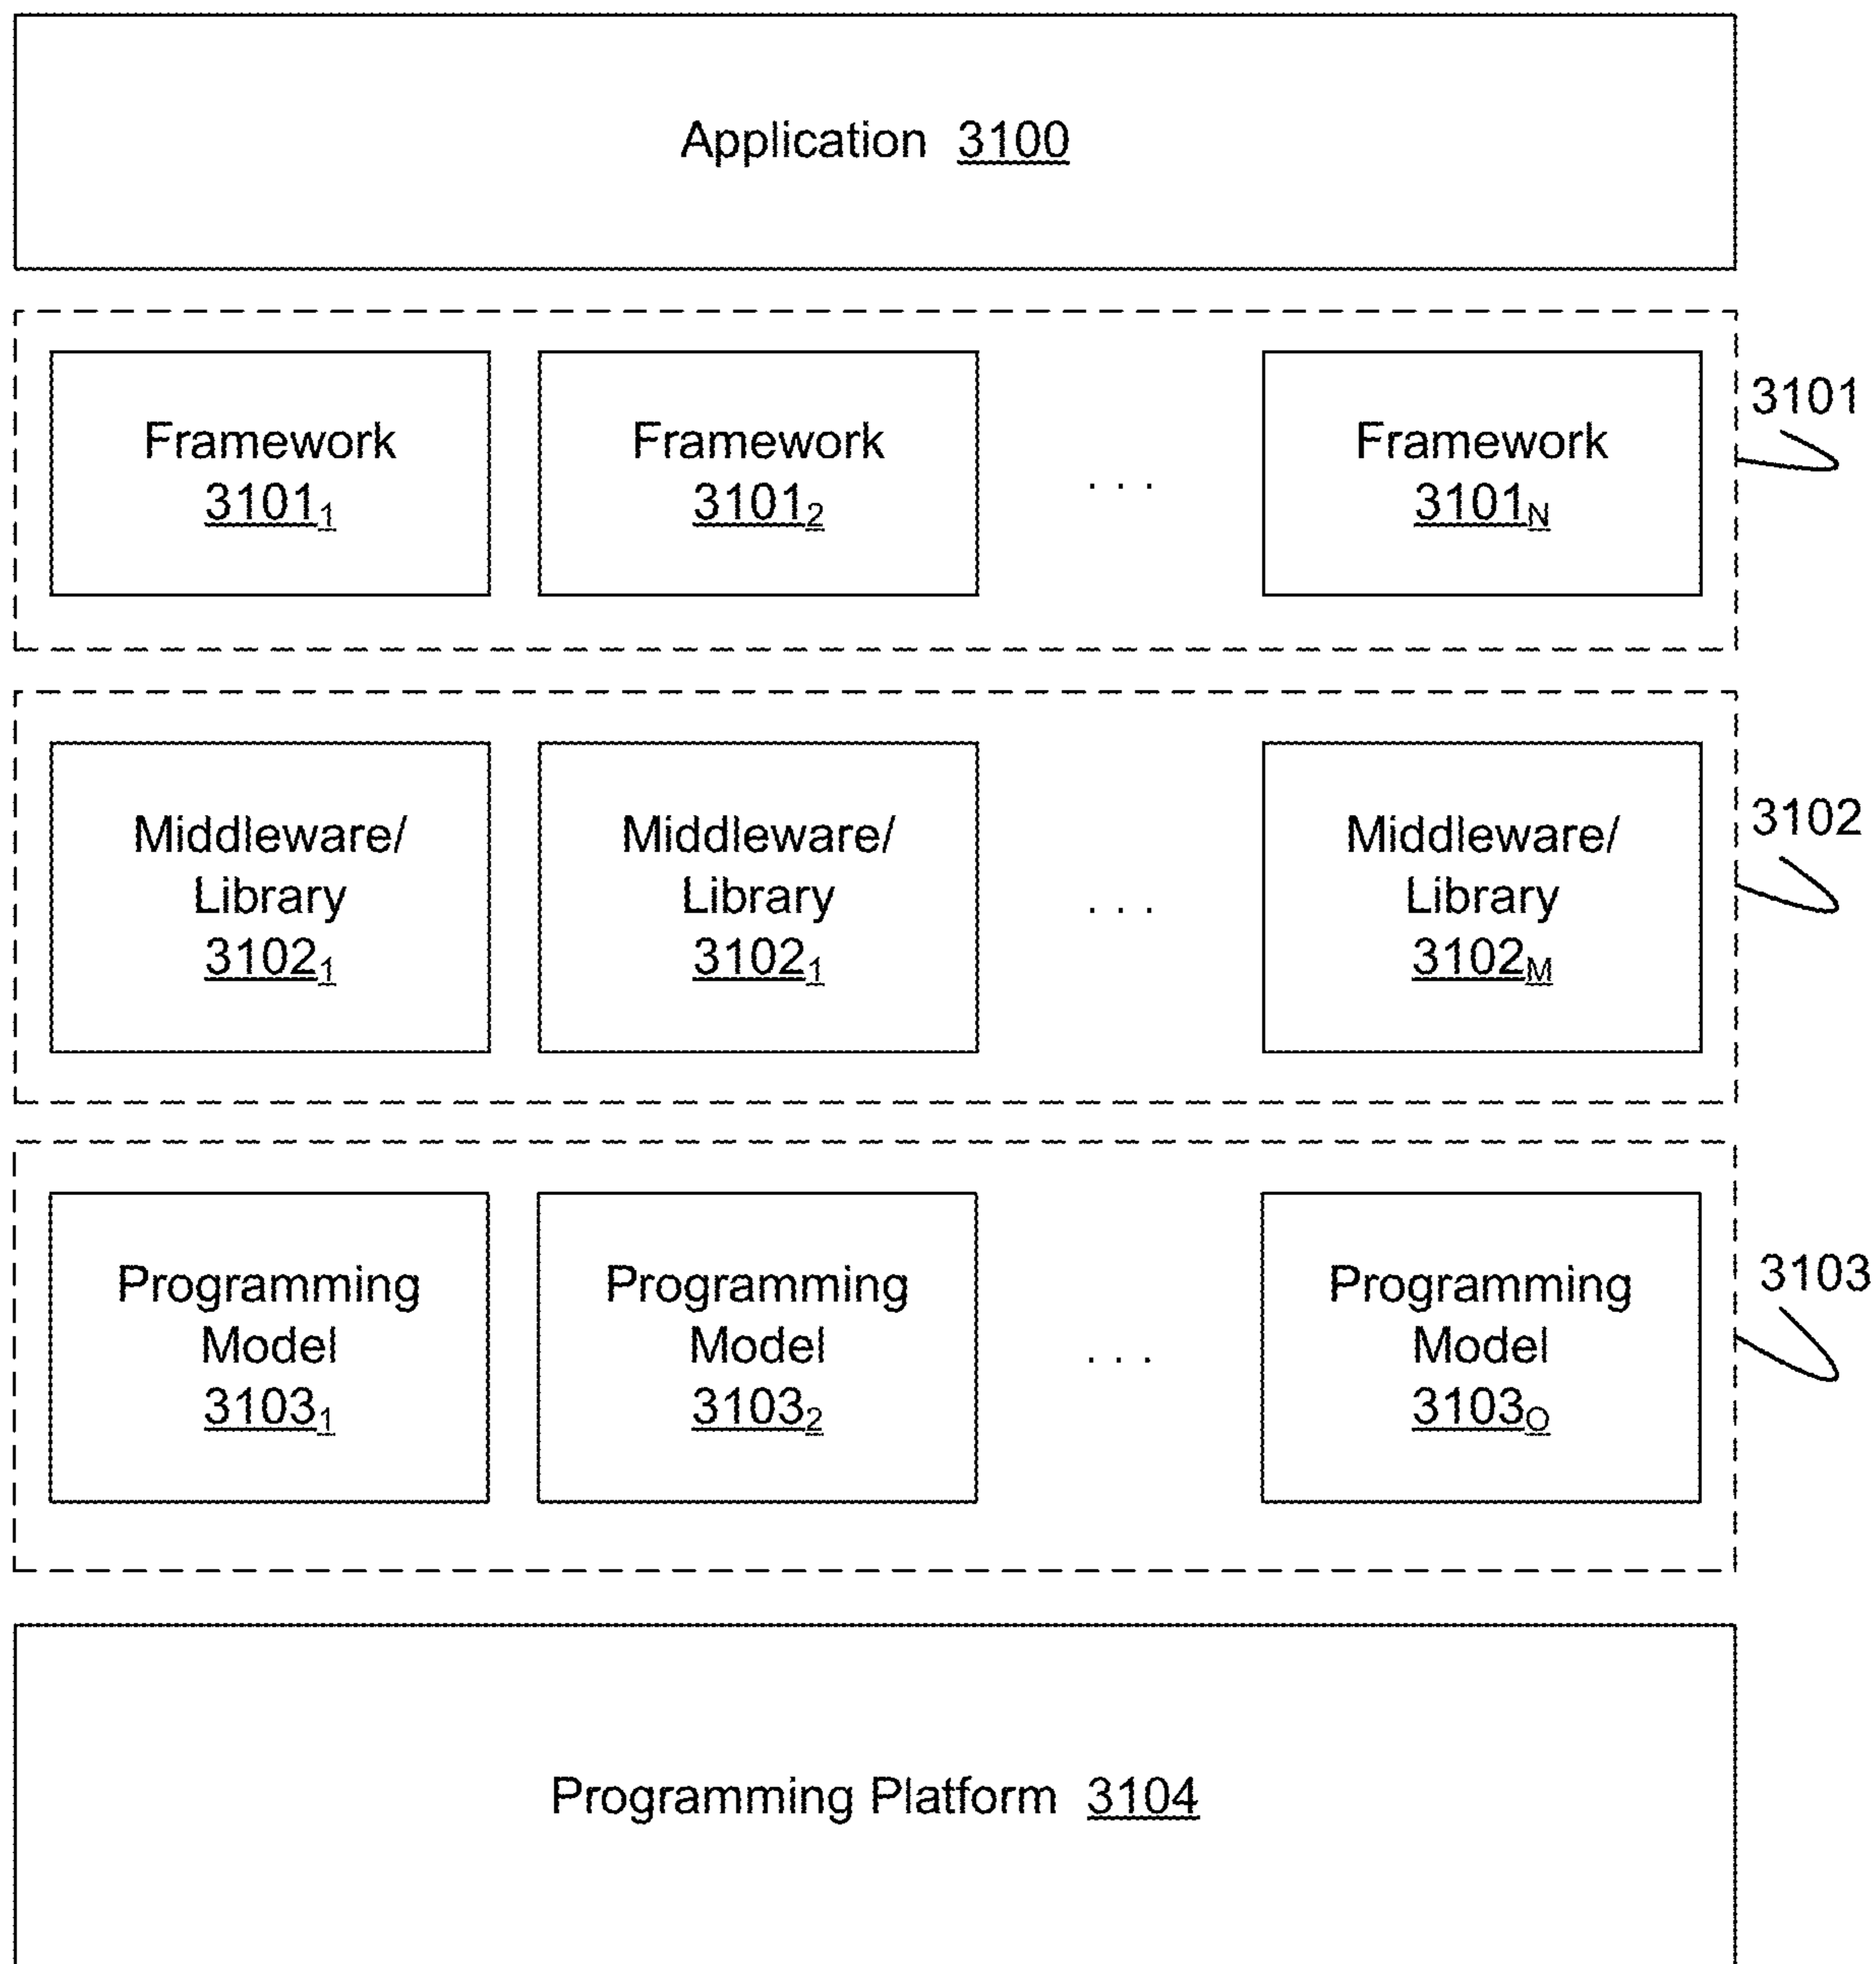 Application 3100
Framework
3101₁
Framework
3101₂
. . .
Framework
3101N
3101
Middleware/
Library
3102₁
Middleware/
Library
3102₁
. . .
Middleware/
Library
3102M
3102
Programming
Model
3103₁
Programming
Model
3103₂
. . .
Programming
Model
3103O
3103
Programming Platform 3104